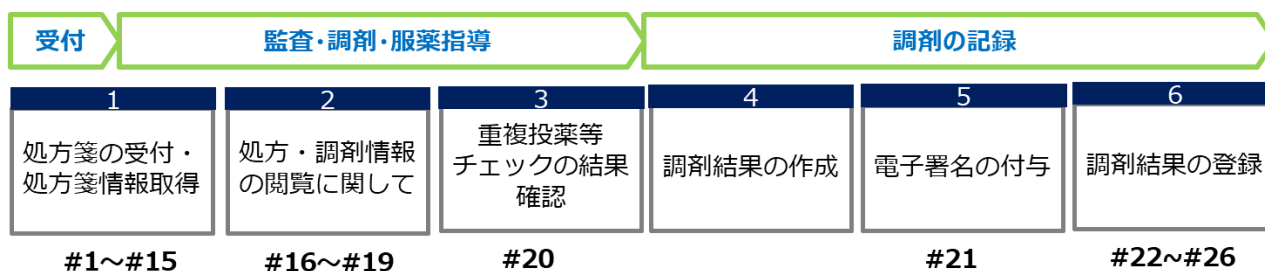 受付
監査･調剤･服薬指導
調剤の記録
1
2
3
4
5
6
処方箋の受付・
処方箋情報取得
処方・調剤情報
の閲覧に関して
重複投薬等
チェックの結果
確認
調剤結果の作成
電子署名の付与
調剤結果の登録
#1～#15
#16～#19
#20
#21
#22~#26